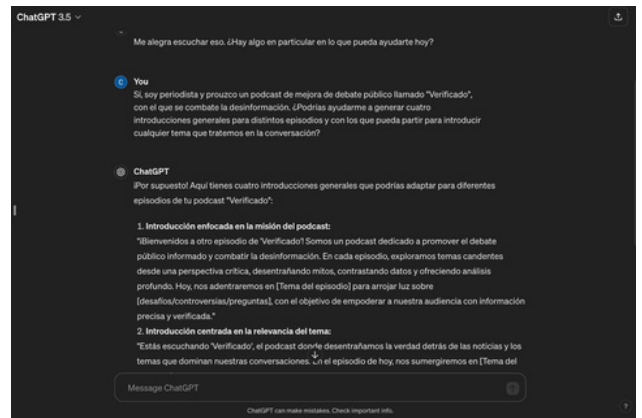 ChatGPT 3.5
Me alegra escuchar eso. ¿Hay algo en particular en lo que pueda ayudarte hoy?
C
You
Sí, soy periodista y prouzco un podcast de mejora de debate público llamado "Verificado",
con el que se combate la desinformación. ¿Podrías ayudarme a generar cuatro
introducciones generales para distintos episodios y con los que pueda partir para introducir
cualquier tema que tratemos en la conversación?
ChatGPT
¡Por supuesto! Aquí tienes cuatro introducciones generales que podrías adaptar para diferentes
episodios de tu podcast "Verificado":
1. Introducción enfocada en la misión del podcast:
"¡Bienvenidos a otro episodio de 'Verificado'! Somos un podcast dedicado a promover el debate
público informado y combatir la desinformación. En cada episodio, exploramos temas candentes
desde una perspectiva crítica, desentrañando mitos, contrastando datos y ofreciendo análisis
profundo. Hoy, nos adentraremos en [Tema del episodio] para arrojar luz sobre
[desafíos/controversias/preguntas], con el objetivo de empoderar a nuestra audiencia con información
precisa y verificada."
2. Introducción centrada en la relevancia del tema:
"Estás escuchando 'Verificado', el podcast donde desentrañamos la verdad detrás de las noticias y los
temas que dominan nuestras conversaciones. En el episodio de hoy, nos sumergiremos en [Tema del
Message ChatGPT
ChatGPT can make mistakes. Check important info.
?